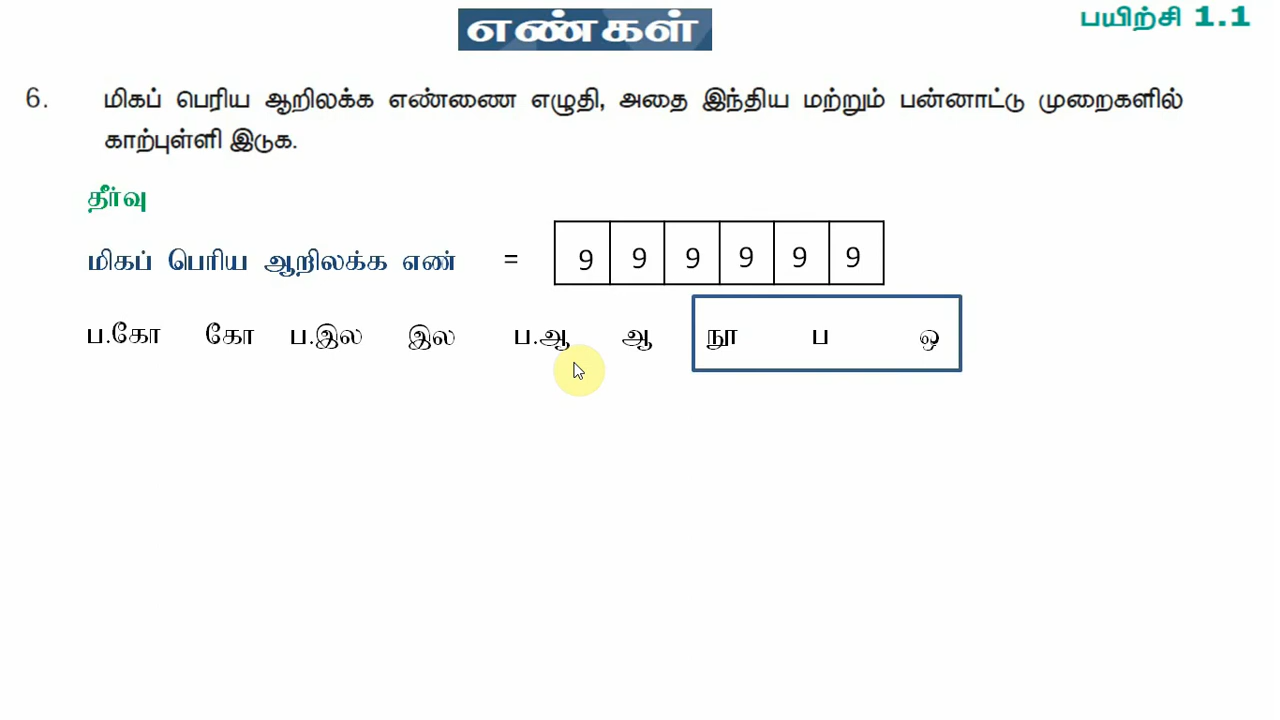 எண்கள்
பயிற்சி 1.1
6. மிகப் பெரிய ஆறிலக்க எண்ணை எழுதி, அதை இந்திய மற்றும் பன்னாட்டு முறைகளில்
காற்புள்ளி இடுக.
தீர்வு
மிகப் பெரிய ஆறிலக்க எண் = 9 9 9 9 9 9
ப.கோ கோ ப.இல இல ப.ஆ ஆ நூ ப ஒ